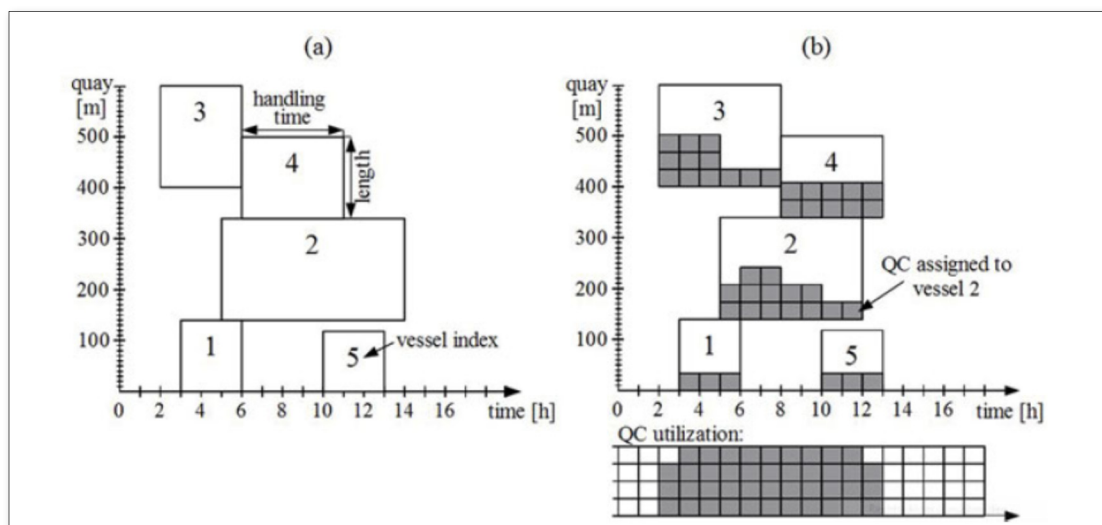 (a)
quay
[m]
500
400
300
200
100
3
handling
time
4
length
2
1
5
vessel index
0 2 4 6 8 10 12 14 16 time [h]
(b)
quay
[m]
500
400
300
200
100
3
4
2
QC assigned to
vessel 2
1
5
0 2 4 6 8 10 12 14 16 time [h]
QC utilization: